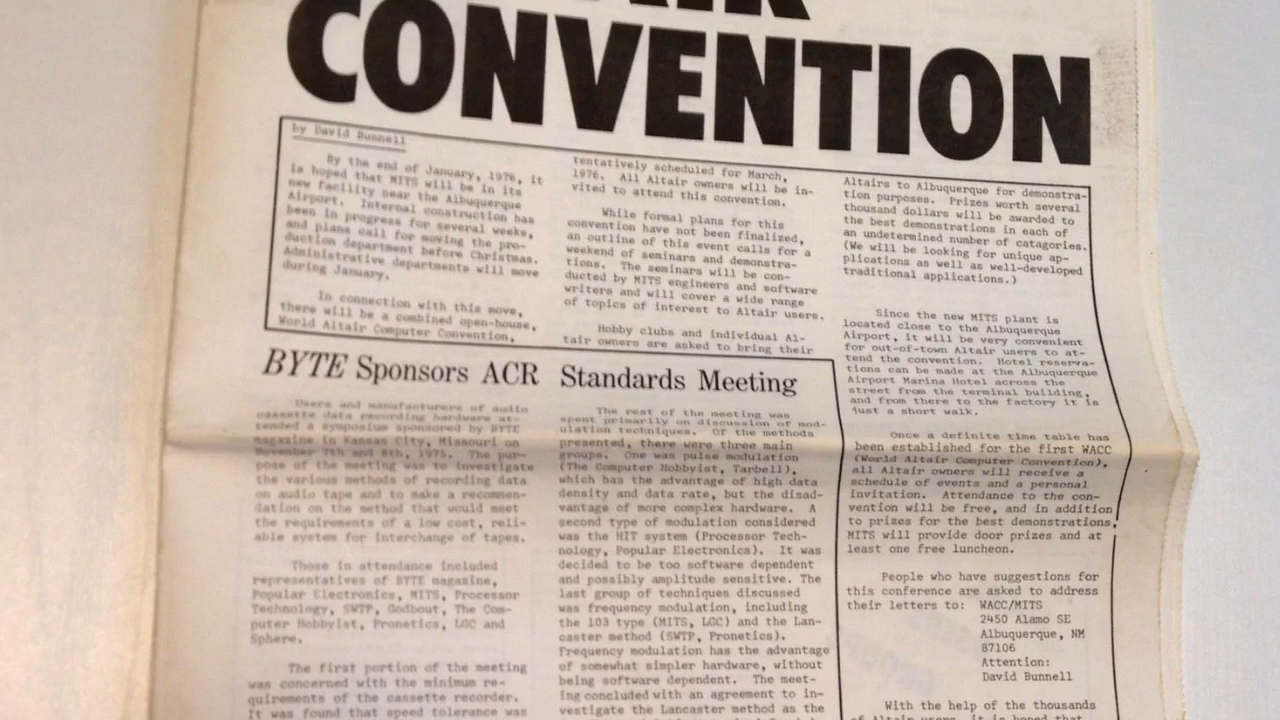 CONVENTION
by David Bunnell
By the end of January, 1976, it
is hoped that MITS will be in its
new facility near the Albuquerque
Airport. Internal construction has
been in progress for several weeks,
and plans call for moving the pro-
duction department before Christmas.
Administrative departments will move
during January.
In connection with this move,
there will be a combined open-house,
World Altair Computer Convention,
tentatively scheduled for March,
1976. All Altair owners will be in-
vited to attend this convention.
While formal plans for this
convention have not been finalized,
an outline of this event calls for a
weekend of seminars and demonstra-
tions. The seminars will be con-
ducted by MITS engineers and software
writers and will cover a wide range
of topics of interest to Altair users.
Hobby clubs and individual Al-
tair owners are asked to bring their
Altairs to Albuquerque for demonstra-
tion purposes. Prizes worth several
thousand dollars will be awarded to
the best demonstrations in each of
an undetermined number of catagories.
(We will be looking for unique ap-
plications as well as well-developed
traditional applications.)
Since the new MITS plant is
located close to the Albuquerque
Airport, it will be very convenient
for out-of-town Altair users to at-
tend the convention. Hotel reserva-
tions can be made at the Albuquerque
Airport Marina Hotel across the
street from the terminal building,
and from there to the factory it is
just a short walk.
Once a definite time table has
been established for the first WACC
(World Altair Computer Convention),
all Altair owners will receive a
schedule of events and a personal
invitation. Attendance to the con-
vention will be free, and in addition
to prizes for the best demonstrations,
MITS will provide door prizes and at
least one free luncheon.
People who have suggestions for
this conference are asked to address
their letters to: WACC/MITS
2450 Alamo SE
Albuquerque, NM
87106
Attention:
David Bunnell
With the help of the thousands
of Altair users, it is hoped that
BYTE Sponsors ACR Standards Meeting
Users and manufacturers of audio
cassette data recording hardware at-
tended a symposium sponsored by BYTE
magazine in Kansas City, Missouri on
November 7th and 8th, 1975. The pur-
pose of the meeting was to investigate
the various methods of recording data
on audio tape and to make a recommen-
dation on the method that would meet
the requirements of a low cost, reli-
able system for interchange of tapes.
Those in attendance included
representatives of BYTE magazine,
Popular Electronics, MITS, Processor
Technology, SWTP, Godbout, The Com-
puter Hobbyist, Pronetics, LGC and
Sphere.
The first portion of the meeting
was concerned with the minimum re-
quirements of the cassette recorder.
It was found that speed tolerance was
The rest of the meeting was
spent primarily on discussion of mod-
ulation techniques. Of the methods
presented, there were three main
groups. One was pulse modulation
(The Computer Hobbyist, Tarbell),
which has the advantage of high data
density and data rate, but the disad-
vantage of more complex hardware. A
second type of modulation considered
was the HIT system (Processor Tech-
nology, Popular Electronics). It was
decided to be too software dependent
and possibly amplitude sensitive. The
last group of techniques discussed
was frequency modulation, including
the 103 type (MITS, LGC) and the Lan-
caster method (SWTP, Pronetics).
Frequency modulation has the advantage
of somewhat simpler hardware, without
being software dependent. The meet-
ing concluded with an agreement to in-
vestigate the Lancaster method as the